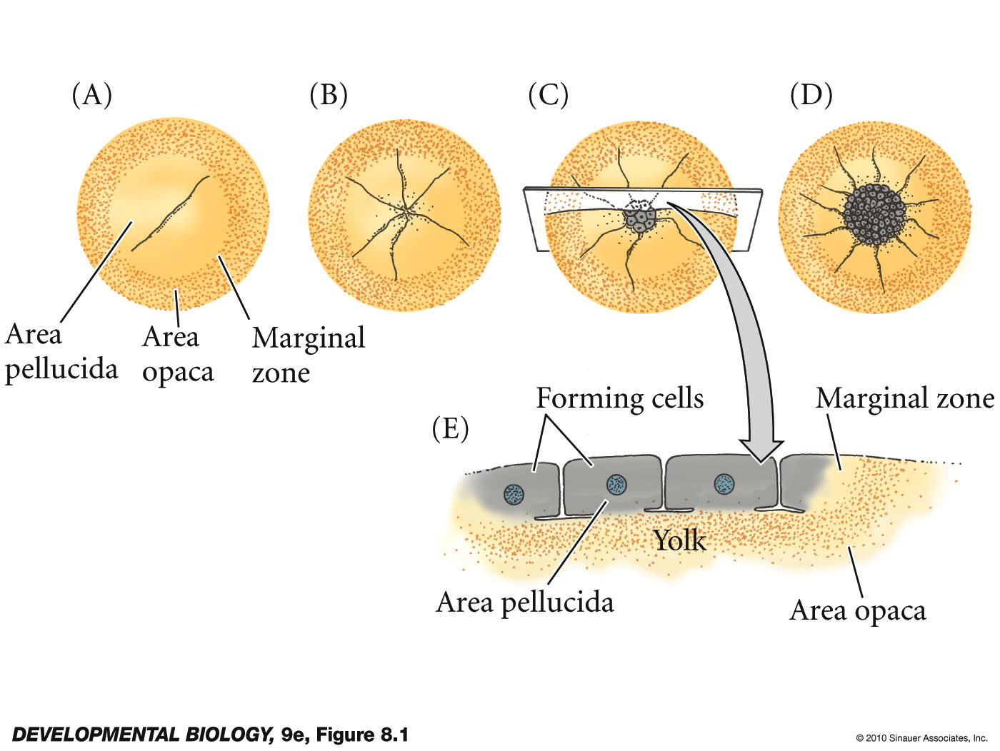 (A)
(B)
(C)
(D)
Area
pellucida
Area
opaca
Marginal
zone
Forming cells
Marginal zone
(E)
Yolk
Area pellucida
Area opaca
DEVELOPMENTAL BIOLOGY, 9e, Figure 8.1
© 2010 Sinauer Associates, Inc.